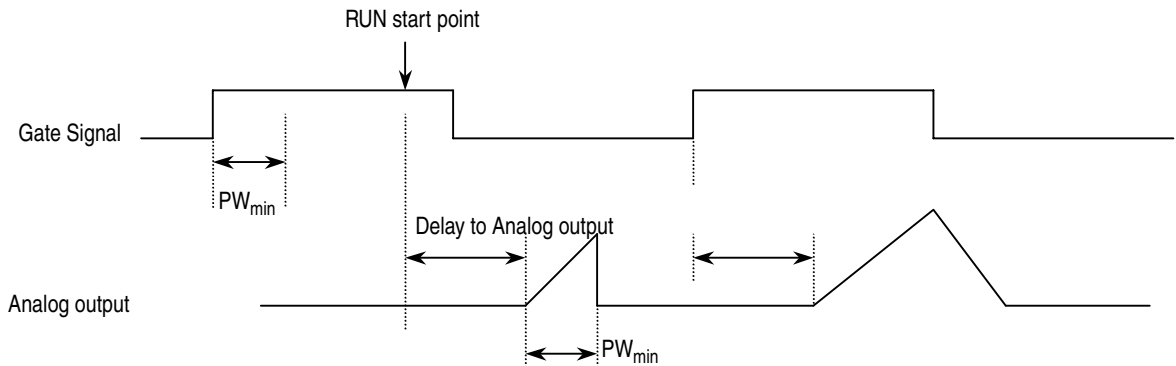 RUN start point
Gate Signal
PWmin
Delay to Analog output
Analog output
PWmin